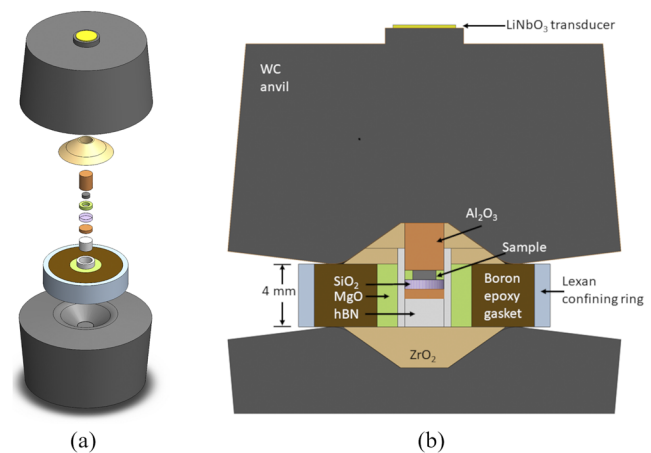 LiNbO₃ transducer
WC
anvil
Al₂O₃
Sample
SiO₂
MgO
hBN
4 mm
Boron
epoxy
gasket
Lexan
confining ring
ZrO₂
(a)
(b)